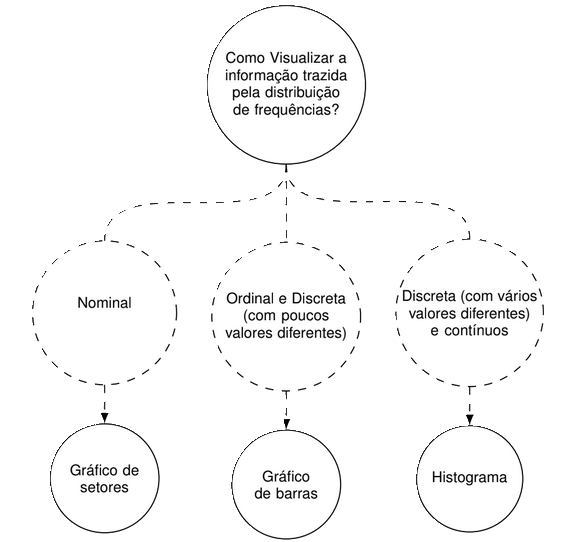 Como Visualizar a
informação trazida
pela distribuição
de frequências?
Nominal
Ordinal e Discreta
(com poucos
valores diferentes)
Discreta (com vários
valores diferentes)
e contínuos
Gráfico de
setores
Gráfico
de barras
Histograma